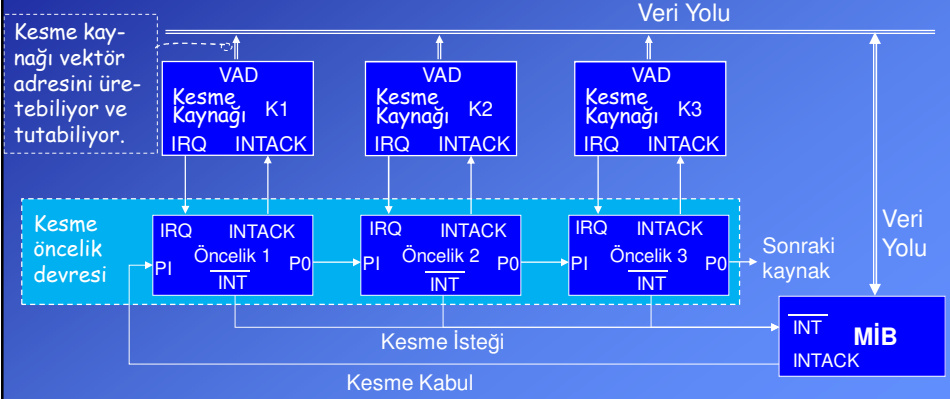 Veri Yolu
Kesme kay-
nağı vektör
adresini üre-
tebiliyor ve
tutabiliyor.
VAD
Kesme
Kaynağı K1
IRQ INTACK
VAD
Kesme
Kaynağı K2
IRQ INTACK
VAD
Kesme
Kaynağı K3
IRQ INTACK
Kesme
öncelik
devresi
IRQ INTACK
Öncelik 1
PI P0
INT
IRQ INTACK
Öncelik 2
PI P0
INT
IRQ INTACK
Öncelik 3
PI P0
INT
Sonraki
kaynak
Veri
Yolu
Kesme İsteği
Kesme Kabul
INT
MİB
INTACK